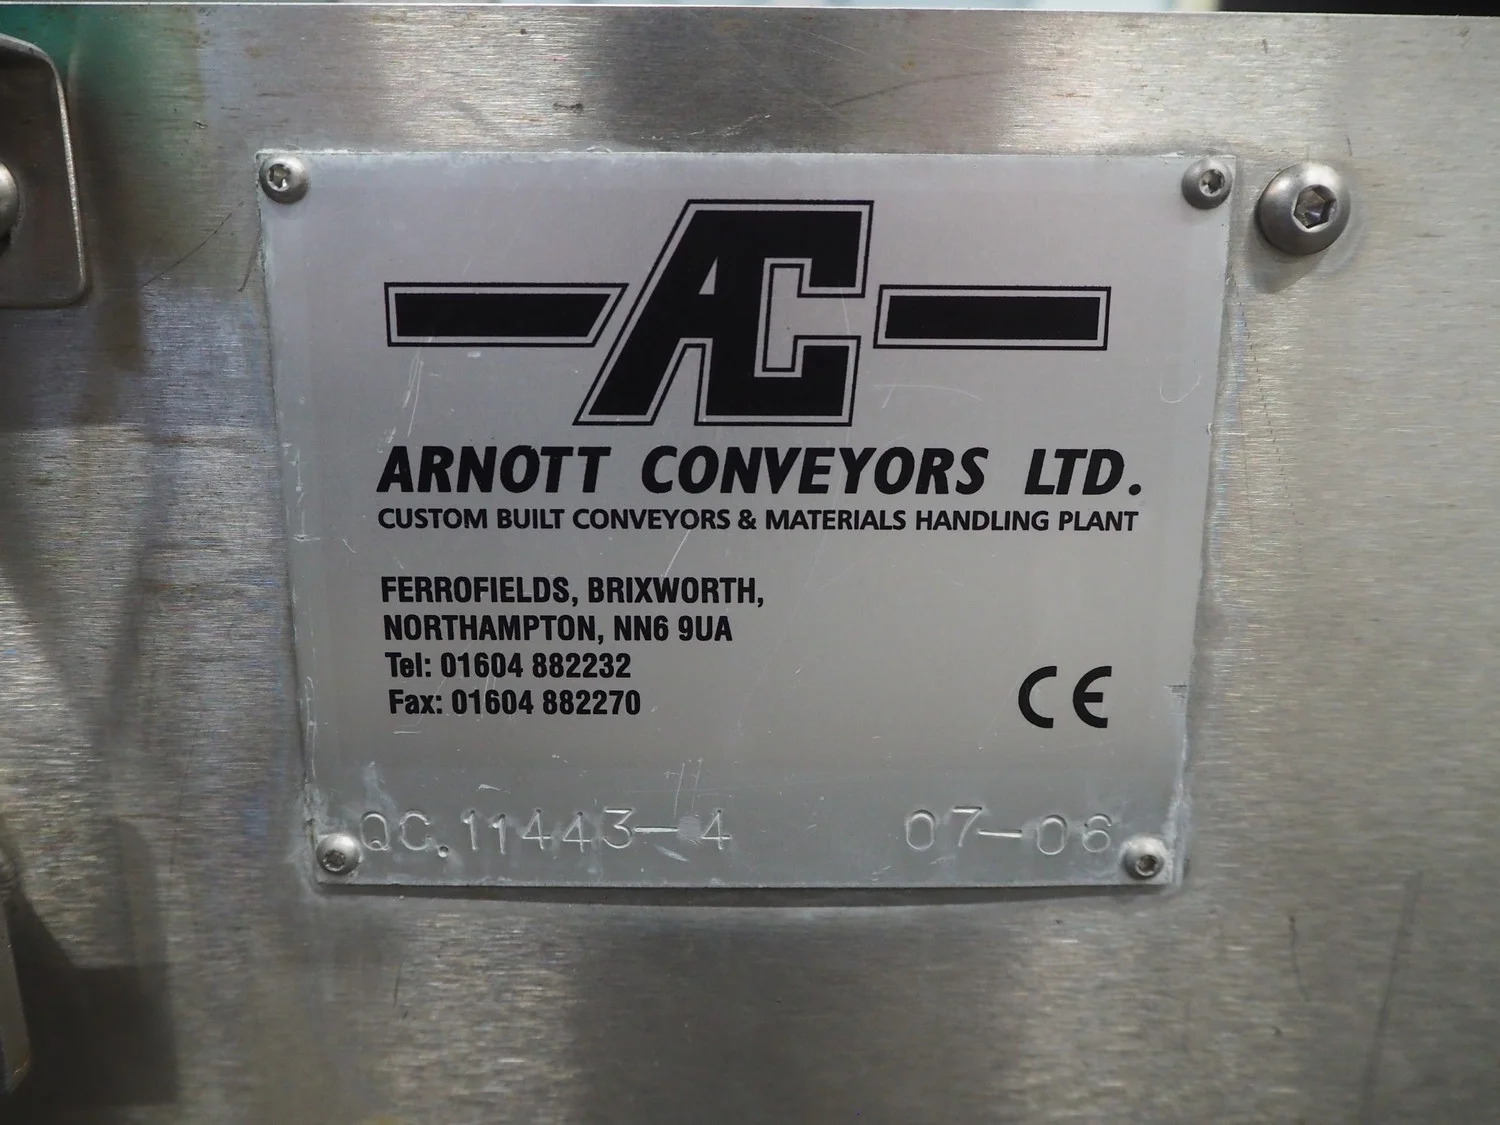 AC
ARNOTT CONVEYORS LTD.
CUSTOM BUILT CONVEYORS & MATERIALS HANDLING PLANT
FERROFIELDS, BRIXWORTH,
NORTHAMPTON, NN6 9UA
Tel: 01604 882232
Fax: 01604 882270
CE
QC.11443-4 07-06